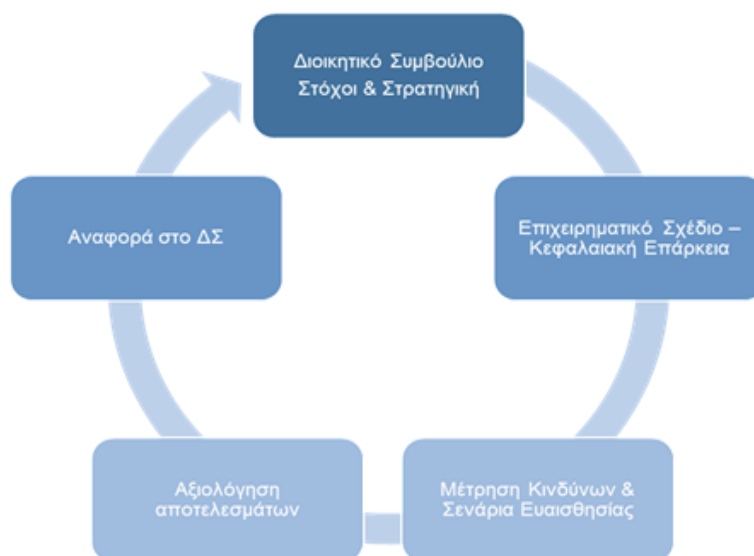 Διοικητικό Συμβούλιο
Στόχοι & Στρατηγική
Επιχειρηματικό Σχέδιο –
Κεφαλαιακή Επάρκεια
Μέτρηση Κινδύνων &
Σενάρια Ευαισθησίας
Αξιολόγηση
αποτελεσμάτων
Αναφορά στο ΔΣ